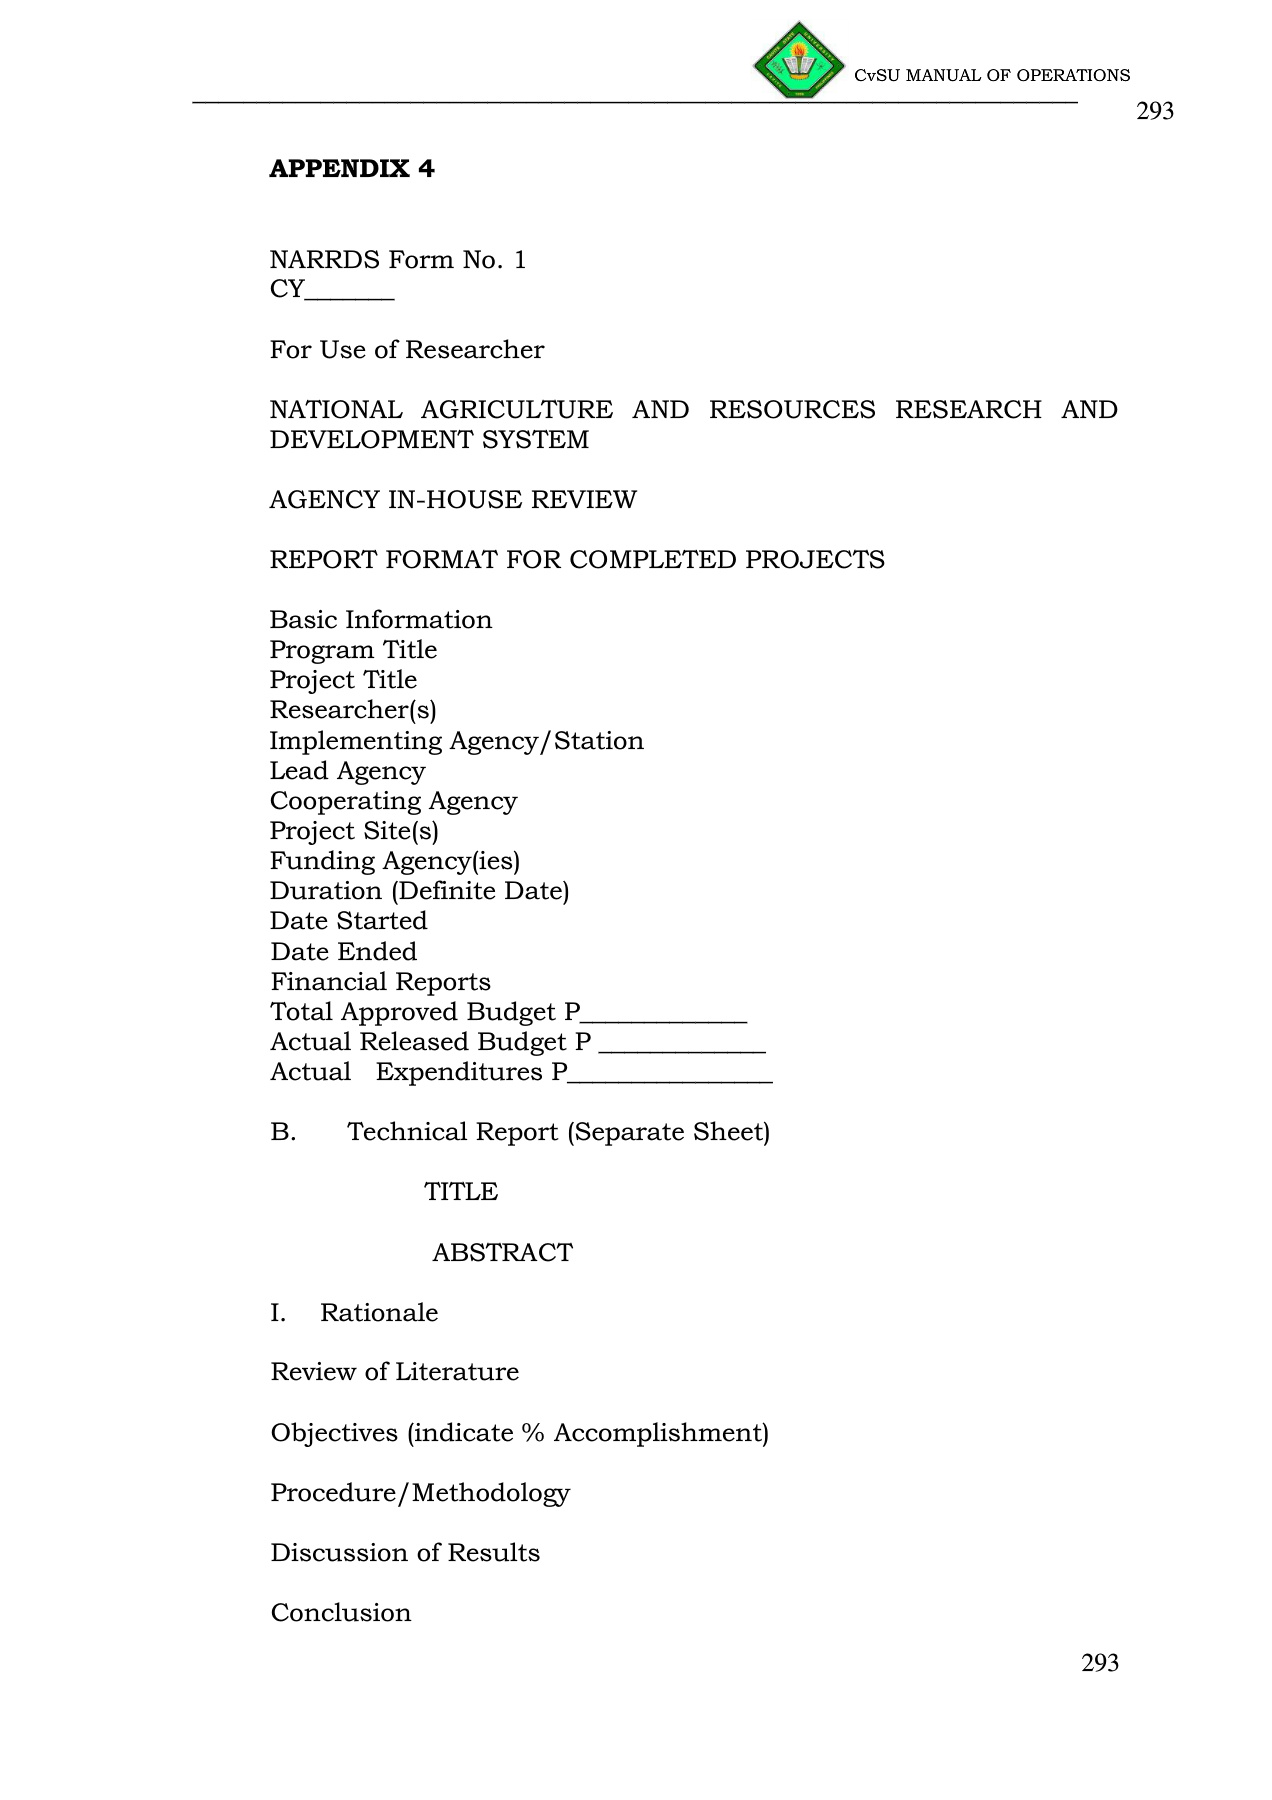 CvSU MANUAL OF OPERATIONS
293
APPENDIX 4
NARRDS Form No. 1
CY_______
For Use of Researcher
NATIONAL AGRICULTURE AND RESOURCES RESEARCH AND
DEVELOPMENT SYSTEM
AGENCY IN-HOUSE REVIEW
REPORT FORMAT FOR COMPLETED PROJECTS
Basic Information
Program Title
Project Title
Researcher(s)
Implementing Agency/Station
Lead Agency
Cooperating Agency
Project Site(s)
Funding Agency(ies)
Duration (Definite Date)
Date Started
Date Ended
Financial Reports
Total Approved Budget P_____________
Actual Released Budget P _____________
Actual Expenditures P________________
B. Technical Report (Separate Sheet)
TITLE
ABSTRACT
I. Rationale
Review of Literature
Objectives (indicate % Accomplishment)
Procedure/Methodology
Discussion of Results
Conclusion
293